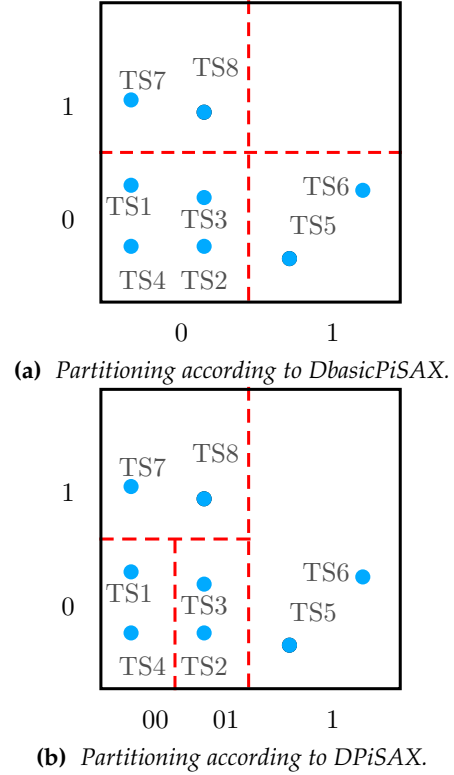 TS7 TS8
1
TS6
TS1 TS3
0
TS5
TS4 TS2
0 1
(a) Partitioning according to DbasicPiSAX.
TS7 TS8
1
TS6
TS1 TS3
0
TS5
TS4 TS2
00 01 1
(b) Partitioning according to DPiSAX.